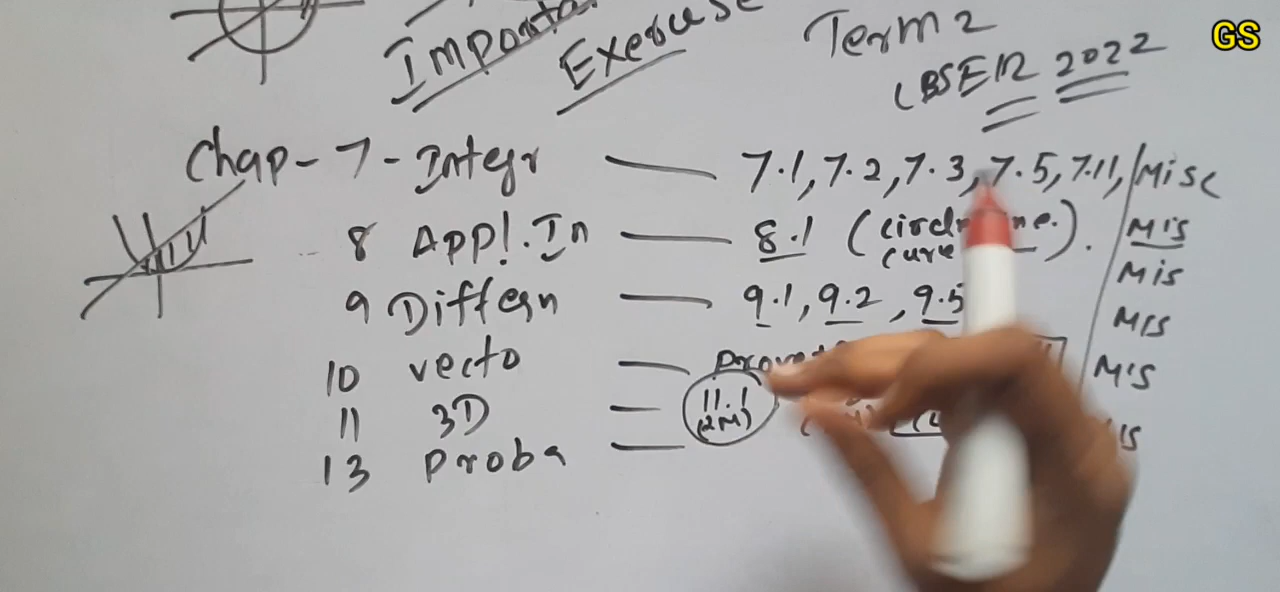 Term 2
GS
Important
Exercise
CBSE 12 2022
Chap - 7 - Integr — 7.1, 7.2, 7.3, 7.5, 7.11, / Misc
8 App!. In — 8.1 ( curve ). Mis
9 Differn — 9.1, 9.2, 9.5 Mis
10 vecto — Mis
11 3D — 11.1 (2M) Mis
13 Proba —